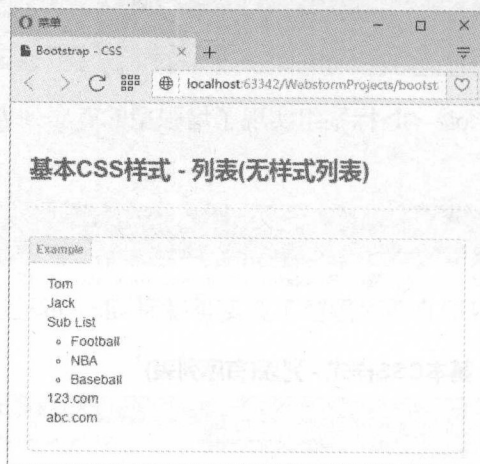 菜单
Bootstrap - CSS
localhost:63342/WebstormProjects/bootst
基本CSS样式 - 列表(无样式列表)
Example
Tom
Jack
Sub List
Football
NBA
Baseball
123.com
abc.com